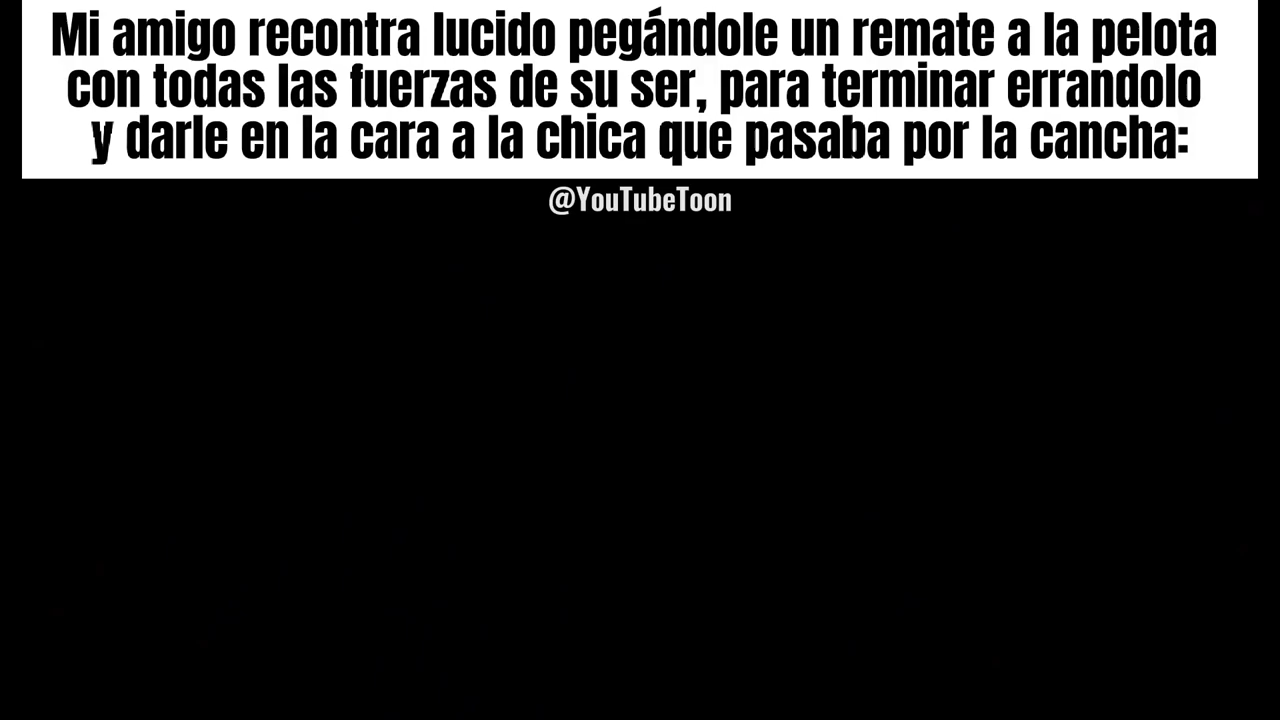 Mi amigo recontra lucido pegándole un remate a la pelota
con todas las fuerzas de su ser, para terminar errandolo
y darle en la cara a la chica que pasaba por la cancha:
@YouTubeToon